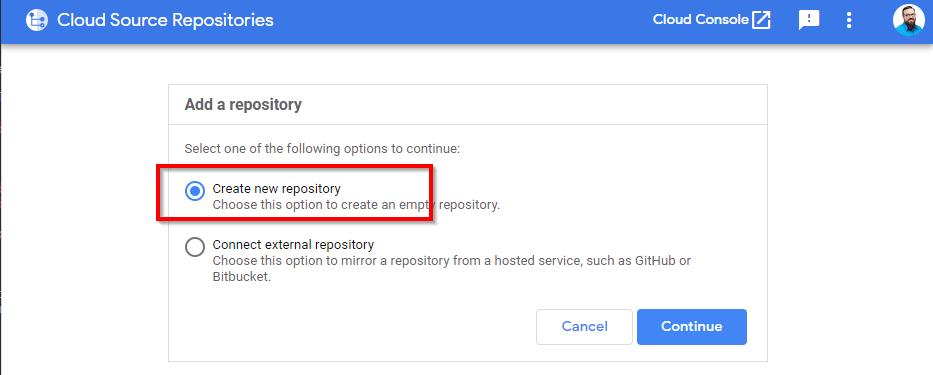 Cloud Source Repositories
Cloud Console
Add a repository
Select one of the following options to continue:
Create new repository
Choose this option to create an empty repository.
Connect external repository
Choose this option to mirror a repository from a hosted service, such as GitHub or
Bitbucket.
Cancel
Continue